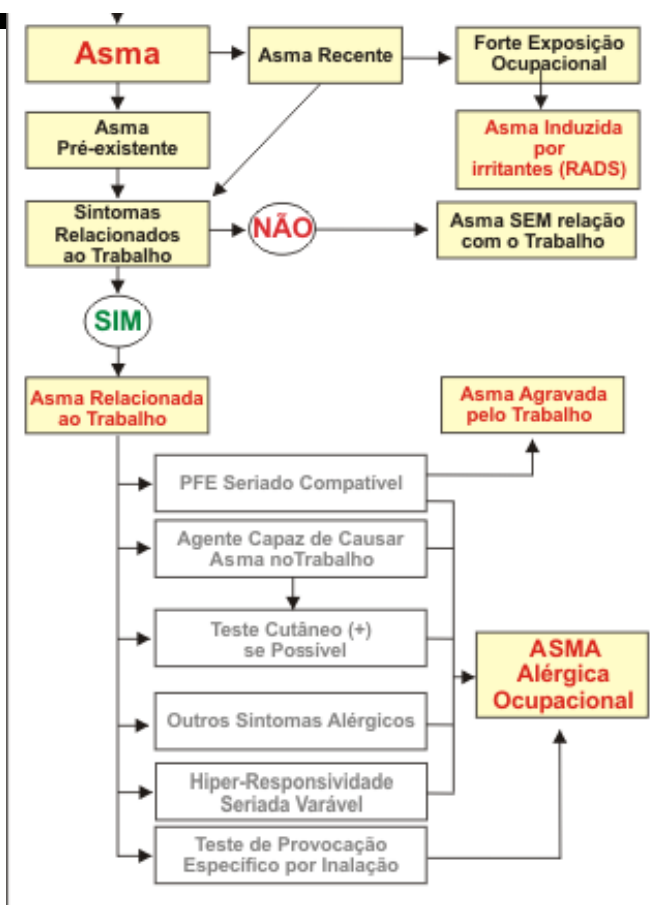 Asma
Asma Recente
Forte Exposição
Ocupacional
Asma
Pré-existente
Asma Induzida
por
irritantes (RADS)
Sintomas
Relacionados
ao Trabalho
NÃO
Asma SEM relação
com o Trabalho
SIM
Asma Relacionada
ao Trabalho
Asma Agravada
pelo Trabalho
PFE Seriado Compatível
Agente Capaz de Causar
Asma noTrabalho
Teste Cutâneo (+)
se Possível
ASMA
Alérgica
Ocupacional
Outros Sintomas Alérgicos
Hiper-Responsividade
Seriada Varável
Teste de Provocação
Específico por Inalação